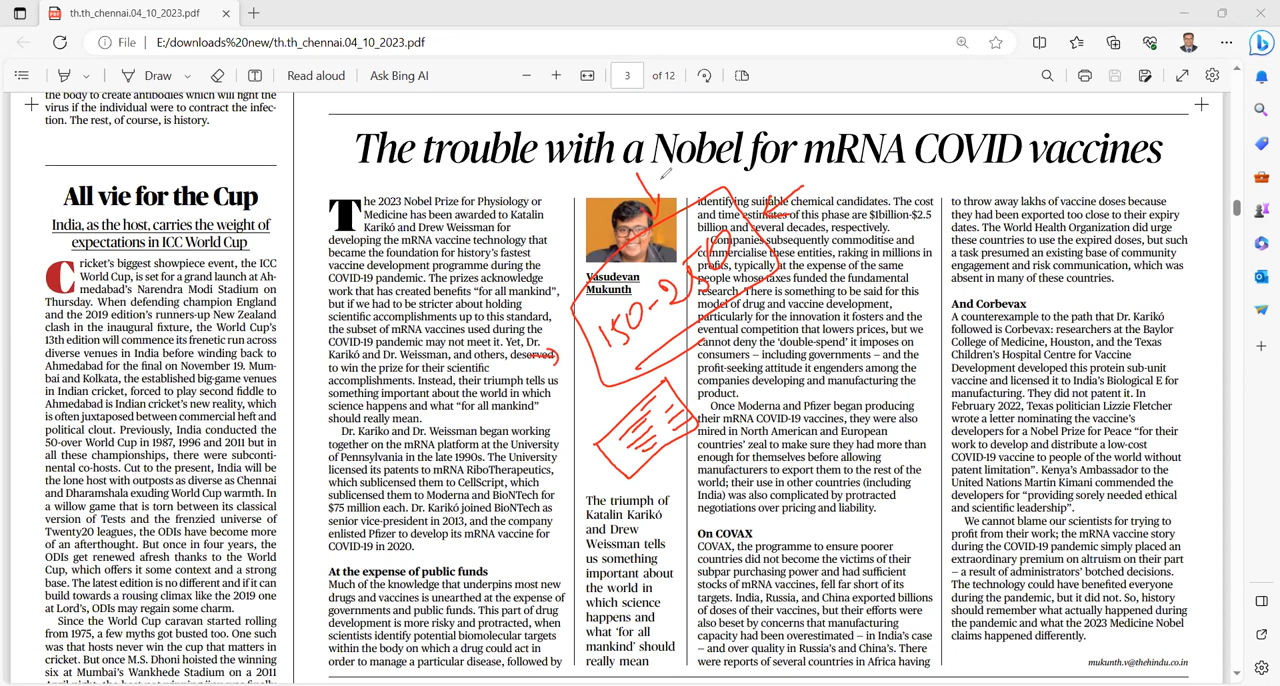 th.th_chennai.04_10_2023.pdf
File
E:/downloads%20new/th.th_chennai.04_10_2023.pdf
Draw
Read aloud
Ask Bing AI
3
of 12
the body to create antibodies which will fight the
virus if the individual were to contract the infec-
tion. The rest, of course, is history.
All vie for the Cup
India, as the host, carries the weight of
expectations in ICC World Cup
Cricket's biggest showpiece event, the ICC
World Cup, is set for a grand launch at Ah-
medabad's Narendra Modi Stadium on
Thursday. When defending champion England
and the 2019 edition's runners-up New Zealand
clash in the inaugural fixture, the World Cup's
13th edition will commence its frenetic run across
diverse venues in India before winding back to
Ahmedabad for the final on November 19. Mum-
bai and Kolkata, the established big-game venues
in Indian cricket, forced to play second fiddle to
Ahmedabad is Indian cricket's new reality, which
is often juxtaposed between commercial heft and
political clout. Previously, India conducted the
50-over World Cup in 1987, 1996 and 2011 but in
all these championships, there were subconti-
nental co-hosts. Cut to the present, India will be
the lone host with outposts as diverse as Chennai
and Dharamshala exuding World Cup warmth. In
a willow game that is torn between its classical
version of Tests and the frenzied universe of
Twenty20 leagues, the ODIs have become more
of an afterthought. But once in four years, the
ODIs get renewed afresh thanks to the World
Cup, which offers it some context and a strong
base. The latest edition is no different and if it can
build towards a rousing climax like the 2019 one
at Lord's, ODIs may regain some charm.
Since the World Cup caravan started rolling
from 1975, a few myths got busted too. One such
was that hosts never win the cup that matters in
cricket. But once M.S. Dhoni hoisted the winning
six at Mumbai's Wankhede Stadium on a 2011
The trouble with a Nobel for mRNA COVID vaccines
The 2023 Nobel Prize for Physiology or
Medicine has been awarded to Katalin
Karikó and Drew Weissman for
developing the mRNA vaccine technology that
became the foundation for history's fastest
vaccine development programme during the
COVID-19 pandemic. The prizes acknowledge
work that has created benefits “for all mankind”,
but if we had to be stricter about holding
scientific accomplishments up to this standard,
the subset of mRNA vaccines used during the
COVID-19 pandemic may not meet it. Yet, Dr.
Karikó and Dr. Weissman, and others, deserved
to win the prize for their scientific
accomplishments. Instead, their triumph tells us
something important about the world in which
science happens and what “for all mankind”
should really mean.
Dr. Karikó and Dr. Weissman began working
together on the mRNA platform at the University
of Pennsylvania in the late 1990s. The University
licensed its patents to mRNA RiboTherapeutics,
which sublicensed them to CellScript, which
sublicensed them to Moderna and BioNTech for
$75 million each. Dr. Karikó joined BioNTech as
senior vice-president in 2013, and the company
enlisted Pfizer to develop its mRNA vaccine for
COVID-19 in 2020.
At the expense of public funds
Much of the knowledge that underpins most new
drugs and vaccines is unearthed at the expense of
governments and public funds. This part of drug
development is more risky and protracted, when
scientists identify potential biomolecular targets
within the body on which a drug could act in
order to manage a particular disease, followed by
Vasudevan
Mukunth
150-250
The triumph of
Katalin Karikó
and Drew
Weissman tells
us something
important about
the world in
which science
happens and
what ‘for all
mankind’ should
really mean
identifying suitable chemical candidates. The cost
and time estimates of this phase are $1billion-$2.5
billion and several decades, respectively.
Companies subsequently commoditise and
commercialise these entities, raking in millions in
profits, typically at the expense of the same
people whose taxes funded the fundamental
research. There is something to be said for this
model of drug and vaccine development,
particularly for the innovation it fosters and the
eventual competition that lowers prices, but we
cannot deny the ‘double-spend’ it imposes on
consumers – including governments – and the
profit-seeking attitude it engenders among the
companies developing and manufacturing the
product.
Once Moderna and Pfizer began producing
their mRNA COVID-19 vaccines, they were also
mired in North American and European
countries’ zeal to make sure they had more than
enough for themselves before allowing
manufacturers to export them to the rest of the
world; their use in other countries (including
India) was also complicated by protracted
negotiations over pricing and liability.
On COVAX
COVAX, the programme to ensure poorer
countries did not become the victims of their
subpar purchasing power and had sufficient
stocks of mRNA vaccines, fell far short of its
targets. India, Russia, and China exported billions
of doses of their vaccines, but their efforts were
also beset by concerns that manufacturing
capacity had been overestimated – in India's case
– and over quality in Russia's and China's. There
were reports of several countries in Africa having
to throw away lakhs of vaccine doses because
they had been exported too close to their expiry
dates. The World Health Organization did urge
these countries to use the expired doses, but such
a task presumed an existing base of community
engagement and risk communication, which was
absent in many of these countries.
And Corbevax
A counterexample to the path that Dr. Karikó
followed is Corbevax: researchers at the Baylor
College of Medicine, Houston, and the Texas
Children's Hospital Centre for Vaccine
Development developed this protein sub-unit
vaccine and licensed it to India's Biological E for
manufacturing. They did not patent it. In
February 2022, Texas politician Lizzie Fletcher
wrote a letter nominating the vaccine's
developers for a Nobel Prize for Peace “for their
work to develop and distribute a low-cost
COVID vaccine to people of the world without
patent limitation”. Kenya's Ambassador to the
United Nations Martin Kimani commended the
developers for “providing sorely needed ethical
and scientific leadership”.
We cannot blame our scientists for trying to
profit from their work; the mRNA vaccine story
during the COVID-19 pandemic simply placed an
extraordinary premium on altruism on their part
– a result of administrators’ botched decisions.
The technology could have benefited everyone
during the pandemic, but it did not. So, history
should remember what actually happened during
the pandemic and what the 2023 Medicine Nobel
claims happened differently.
mukunth.v@thehindu.co.in